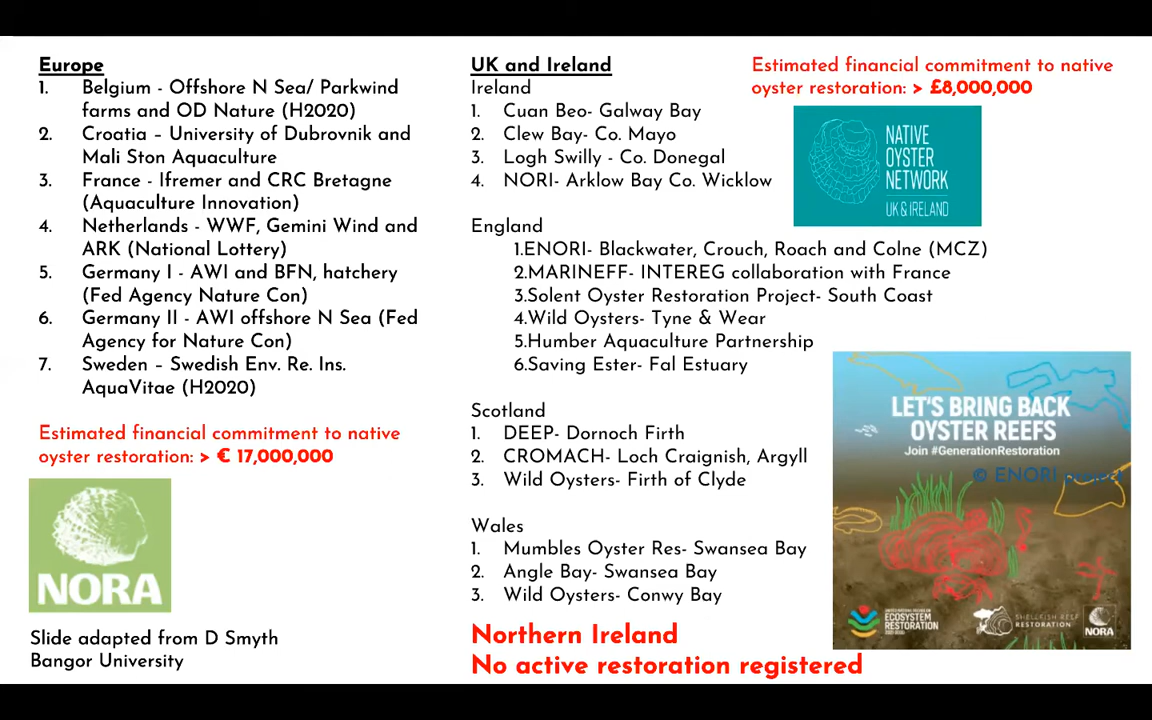 Europe
1. Belgium - Offshore N Sea/ Parkwind
farms and OD Nature (H2020)
2. Croatia – University of Dubrovnik and
Mali Ston Aquaculture
3. France - Ifremer and CRC Bretagne
(Aquaculture Innovation)
4. Netherlands - WWF, Gemini Wind and
ARK (National Lottery)
5. Germany I - AWI and BFN, hatchery
(Fed Agency Nature Con)
6. Germany II - AWI offshore N Sea (Fed
Agency for Nature Con)
7. Sweden – Swedish Env. Re. Ins.
AquaVitae (H2020)
Estimated financial commitment to native
oyster restoration: > € 17,000,000
NORA
Slide adapted from D Smyth
Bangor University
UK and Ireland
Ireland
1. Cuan Beo- Galway Bay
2. Clew Bay- Co. Mayo
3. Logh Swilly - Co. Donegal
4. NORI- Arklow Bay Co. Wicklow
England
1.ENORI- Blackwater, Crouch, Roach and Colne (MCZ)
2.MARINEFF- INTEREG collaboration with France
3.Solent Oyster Restoration Project- South Coast
4.Wild Oysters- Tyne & Wear
5.Humber Aquaculture Partnership
6.Saving Ester- Fal Estuary
Scotland
1. DEEP- Dornoch Firth
2. CROMACH- Loch Craignish, Argyll
3. Wild Oysters- Firth of Clyde
Wales
1. Mumbles Oyster Res- Swansea Bay
2. Angle Bay- Swansea Bay
3. Wild Oysters- Conwy Bay
Northern Ireland
No active restoration registered
Estimated financial commitment to native
oyster restoration: > £8,000,000
NATIVE
OYSTER
NETWORK
UK & IRELAND
LET'S BRING BACK
OYSTER REEFS
Join #GenerationRestoration
© ENORI project
ECOSYSTEM
RESTORATION
SHELLFISH REEF
RESTORATION
NORA